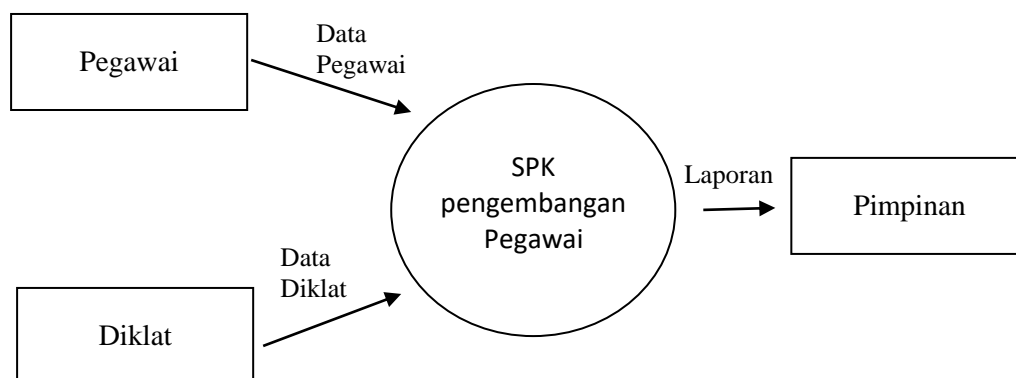 Pegawai
Data
Pegawai
SPK
pengembangan
Pegawai
Laporan
Pimpinan
Data
Diklat
Diklat